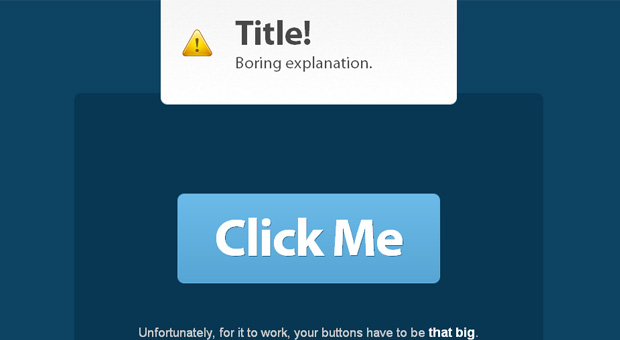 Title!
Boring explanation.
Click Me
Unfortunately, for it to work, your buttons have to be that big.